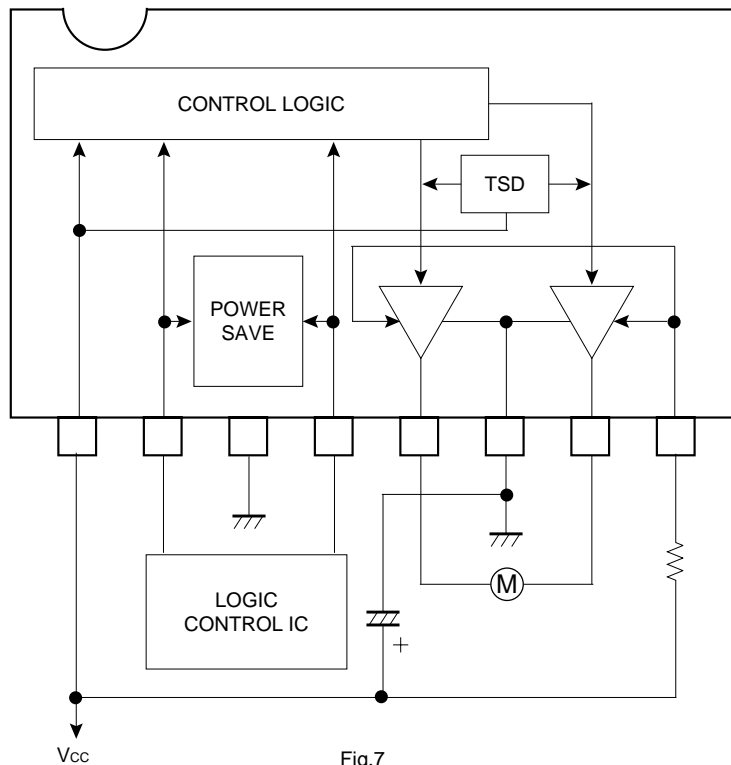 CONTROL LOGIC
TSD
POWER
SAVE
LOGIC
CONTROL IC
M
+
Vcc
Fig.7